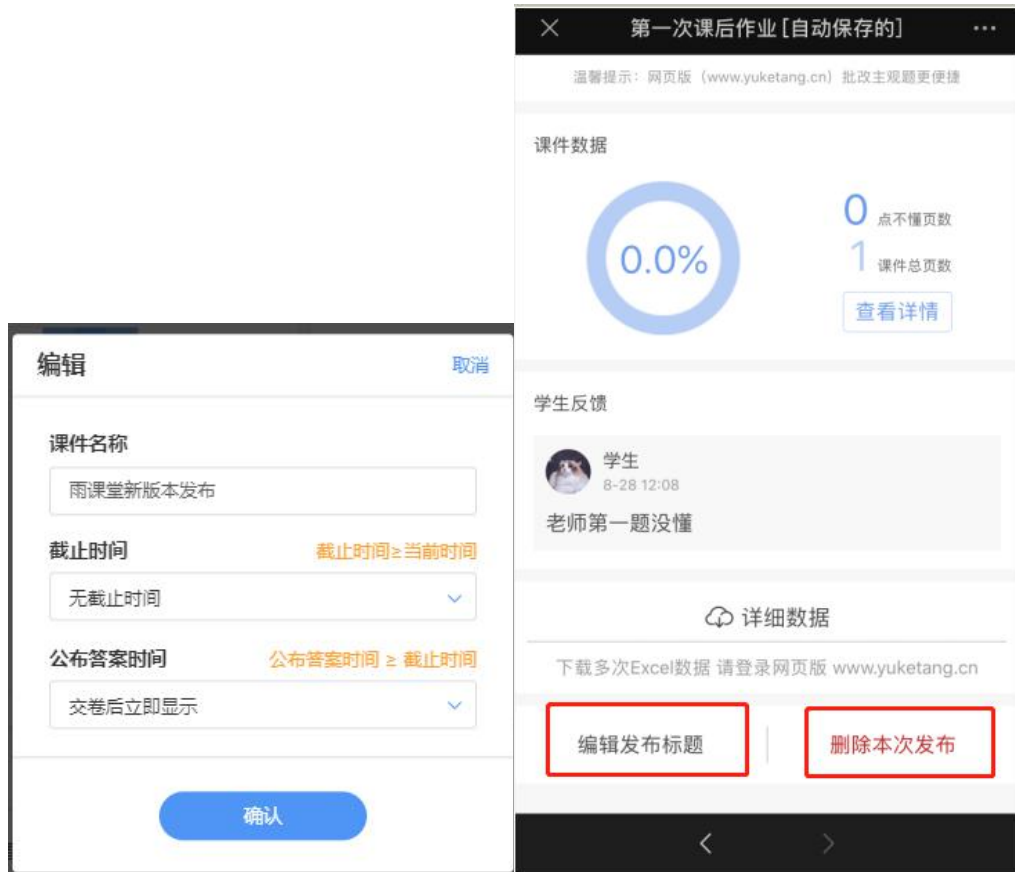 编辑
取消
课件名称
雨课堂新版本发布
截止时间
截止时间≥当前时间
无截止时间
公布答案时间
公布答案时间 ≥ 截止时间
交卷后立即显示
确认
第一次课后作业[自动保存的]
温馨提示：网页版（www.yuketang.cn）批改主观题更便捷
课件数据
0.0%
0 点不懂页数
1 课件总页数
查看详情
学生反馈
学生
8-28 12:08
老师第一题没懂
详细数据
下载多次Excel数据 请登录网页版 www.yuketang.cn
编辑发布标题
删除本次发布